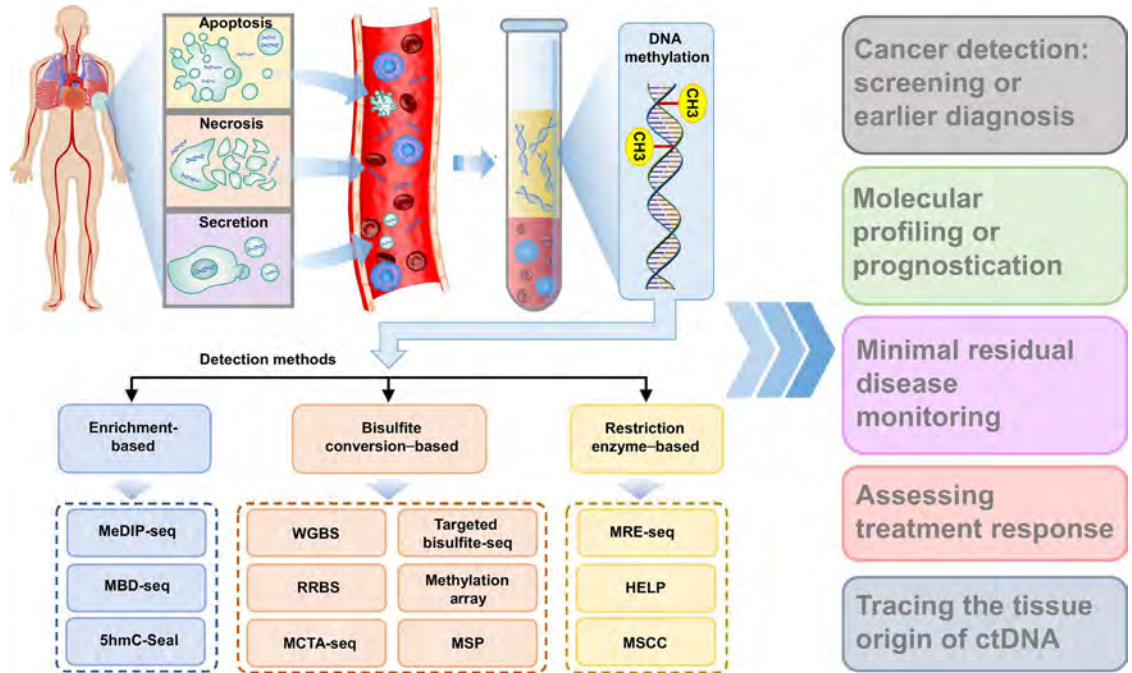 Apoptosis
Necrosis
Secretion
DNA
methylation
CH3
CH3
Detection methods
Enrichment-
based
MeDIP-seq
MBD-seq
5hmC-Seal
Bisulfite
conversion–based
WGBS
RRBS
MCTA-seq
Targeted
bisulfite-seq
Methylation
array
MSP
Restriction
enzyme–based
MRE-seq
HELP
MSCC
Cancer detection:
screening or
earlier diagnosis
Molecular
profiling or
prognostication
Minimal residual
disease
monitoring
Assessing
treatment response
Tracing the tissue
origin of ctDNA